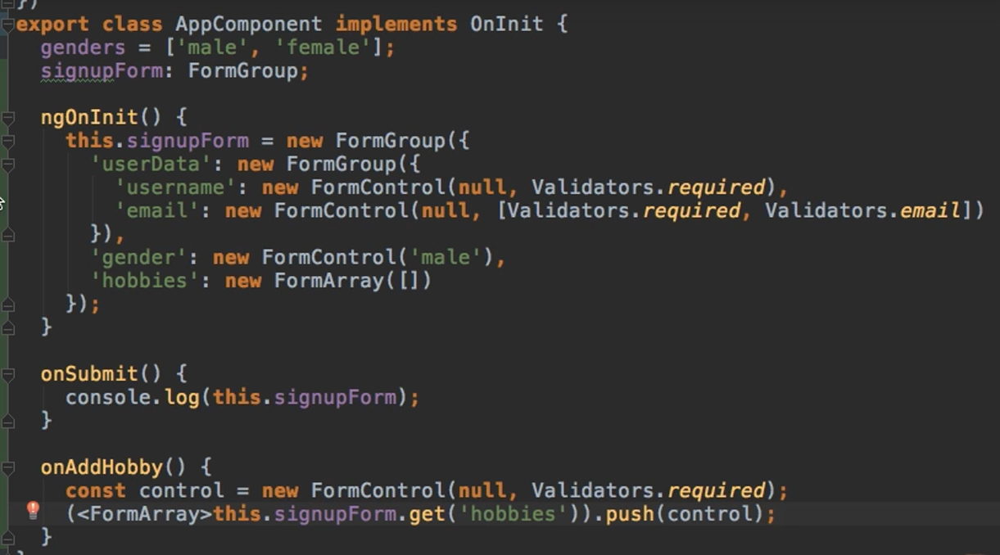 })
export class AppComponent implements OnInit {
  genders = ['male', 'female'];
  signupForm: FormGroup;

  ngOnInit() {
    this.signupForm = new FormGroup({
      'userData': new FormGroup({
        'username': new FormControl(null, Validators.required),
        'email': new FormControl(null, [Validators.required, Validators.email])
      }),
      'gender': new FormControl('male'),
      'hobbies': new FormArray([])
    });
  }

  onSubmit() {
    console.log(this.signupForm);
  }

  onAddHobby() {
    const control = new FormControl(null, Validators.required);
    (<FormArray>this.signupForm.get('hobbies')).push(control);
  }
}